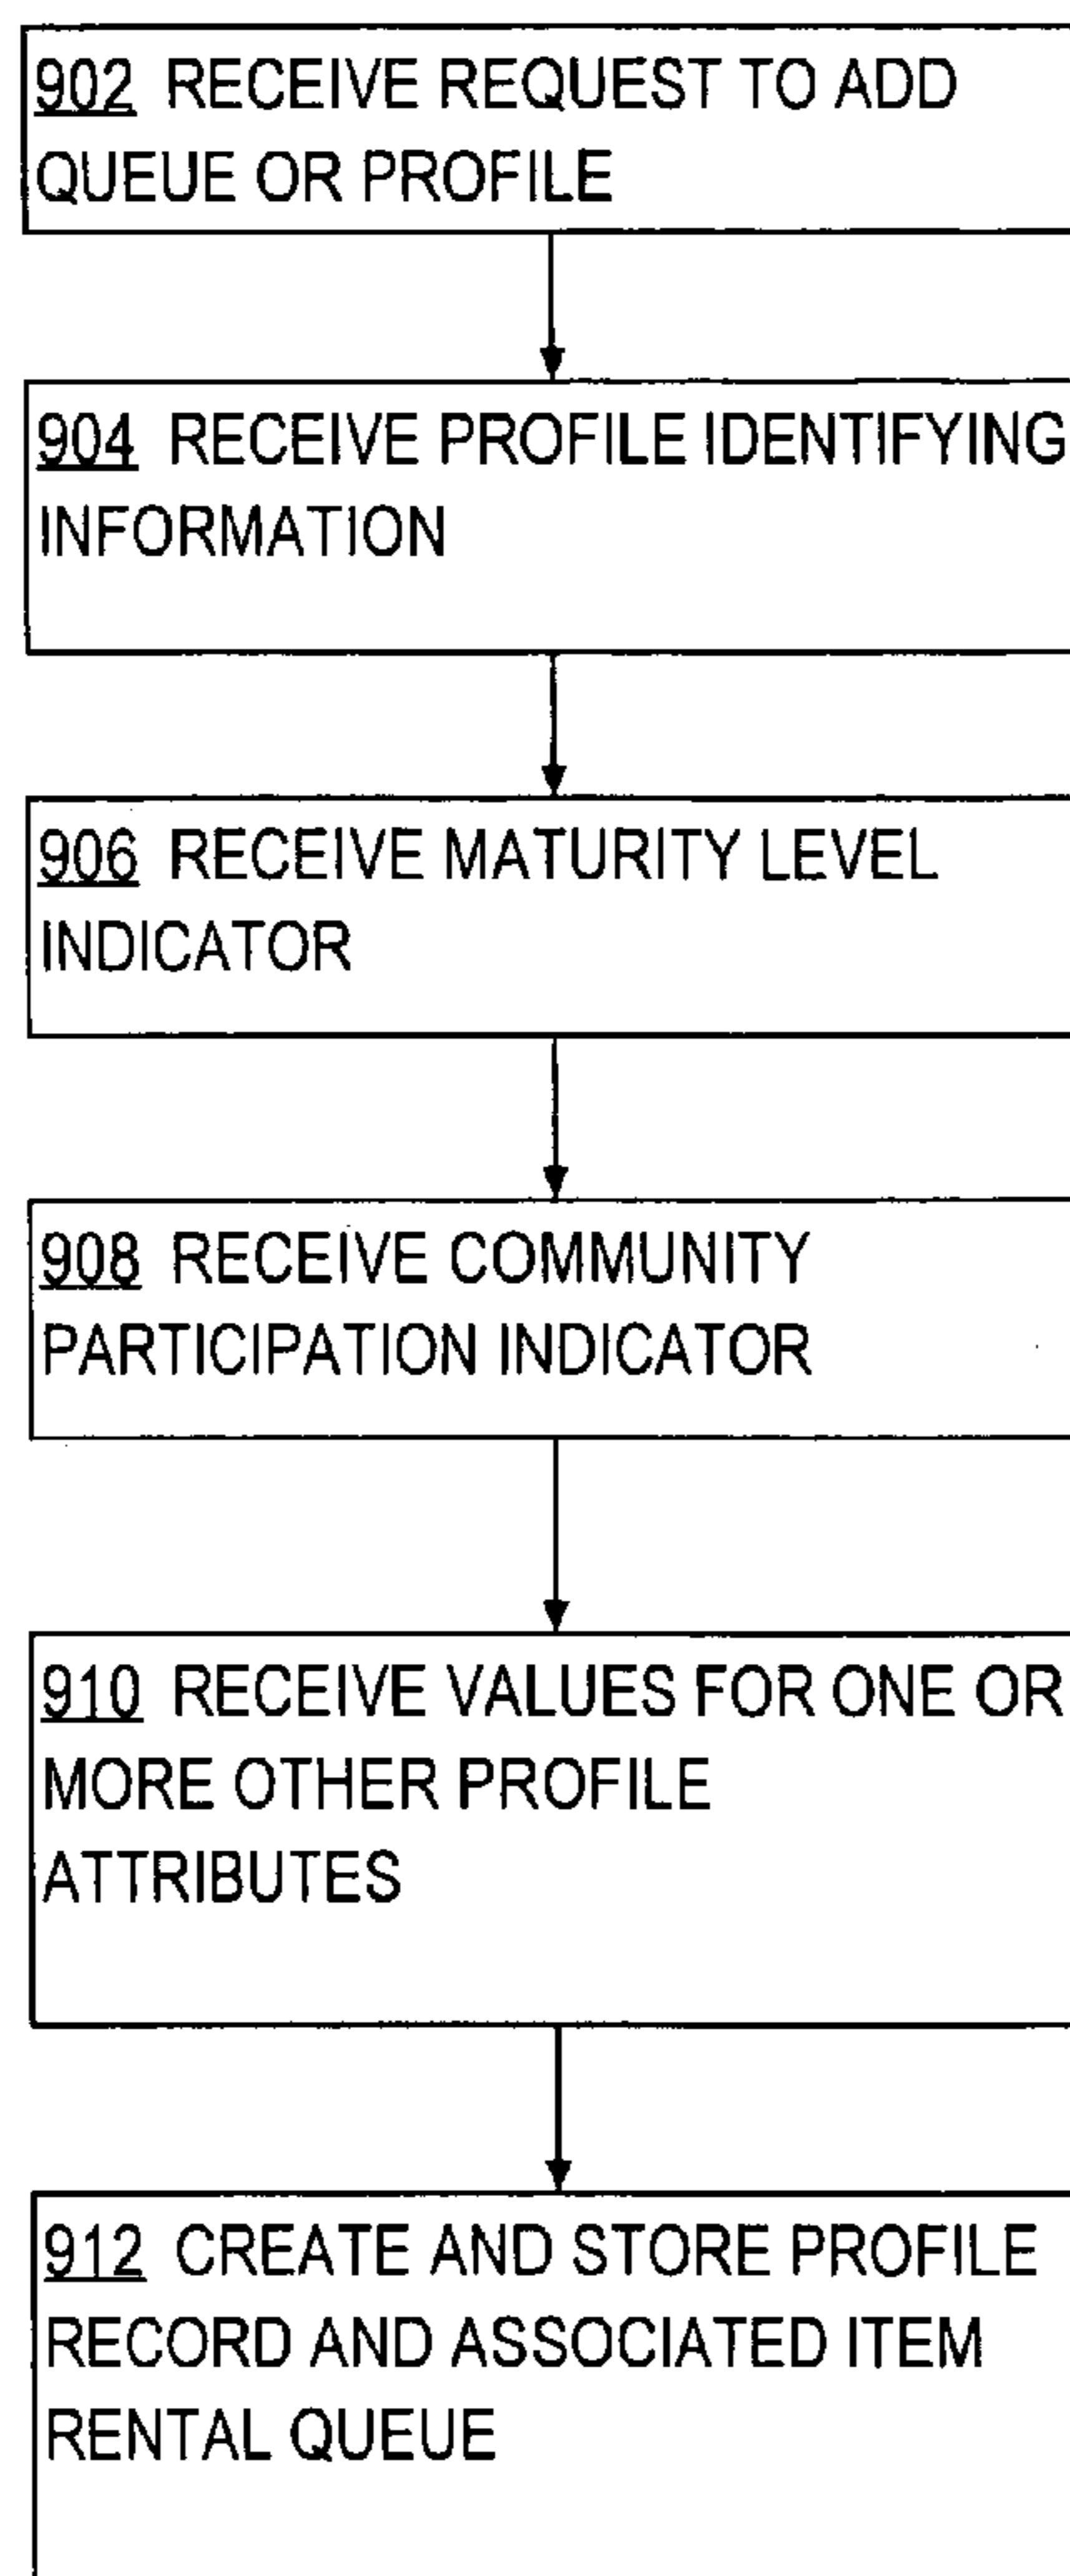 902 RECEIVE REQUEST TO ADD
QUEUE OR PROFILE
904 RECEIVE PROFILE IDENTIFYING
INFORMATION
906 RECEIVE MATURITY LEVEL
INDICATOR
908 RECEIVE COMMUNITY
PARTICIPATION INDICATOR
910 RECEIVE VALUES FOR ONE OR
MORE OTHER PROFILE
ATTRIBUTES
912 CREATE AND STORE PROFILE
RECORD AND ASSOCIATED ITEM
RENTAL QUEUE